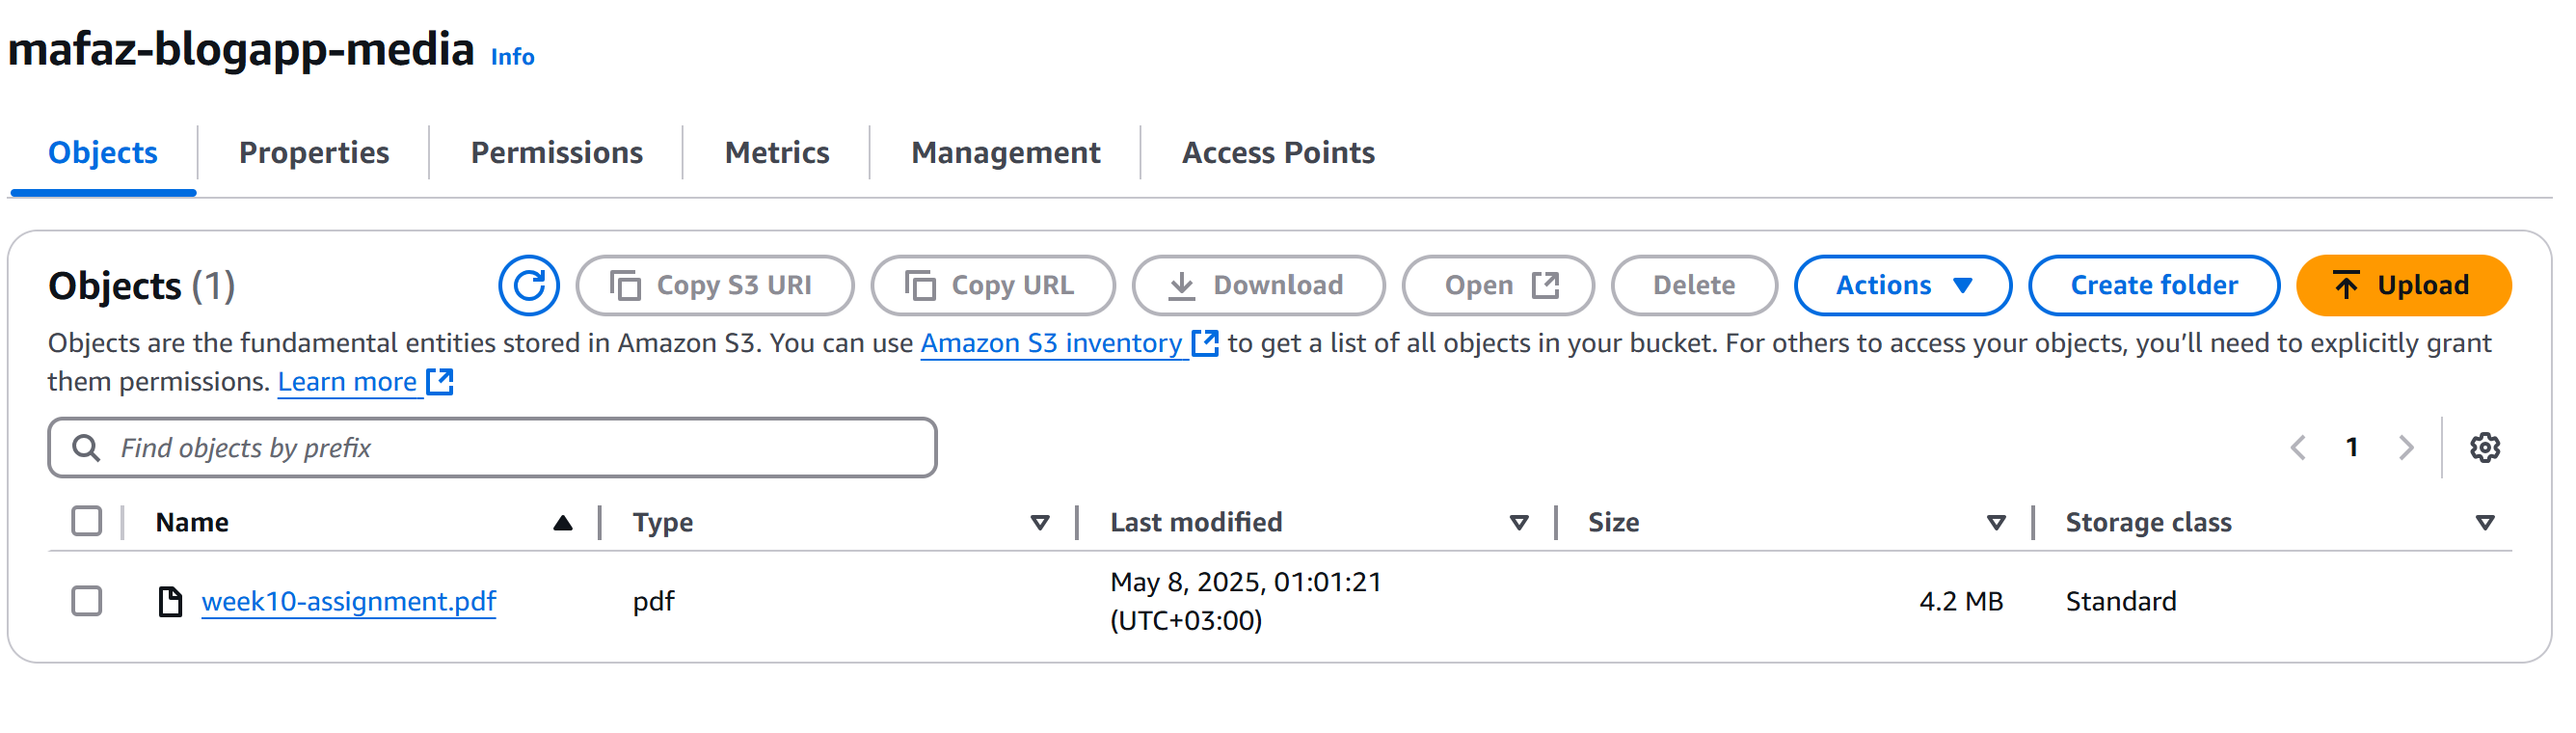 mafaz-blogapp-media Info
Objects Properties Permissions Metrics Management Access Points
Objects (1) Copy S3 URI Copy URL Download Open Delete Actions Create folder Upload
Objects are the fundamental entities stored in Amazon S3. You can use Amazon S3 inventory to get a list of all objects in your bucket. For others to access your objects, you’ll need to explicitly grant
them permissions. Learn more
Find objects by prefix 1
Name Type Last modified Size Storage class
week10-assignment.pdf pdf May 8, 2025, 01:01:21 4.2 MB Standard
(UTC+03:00)